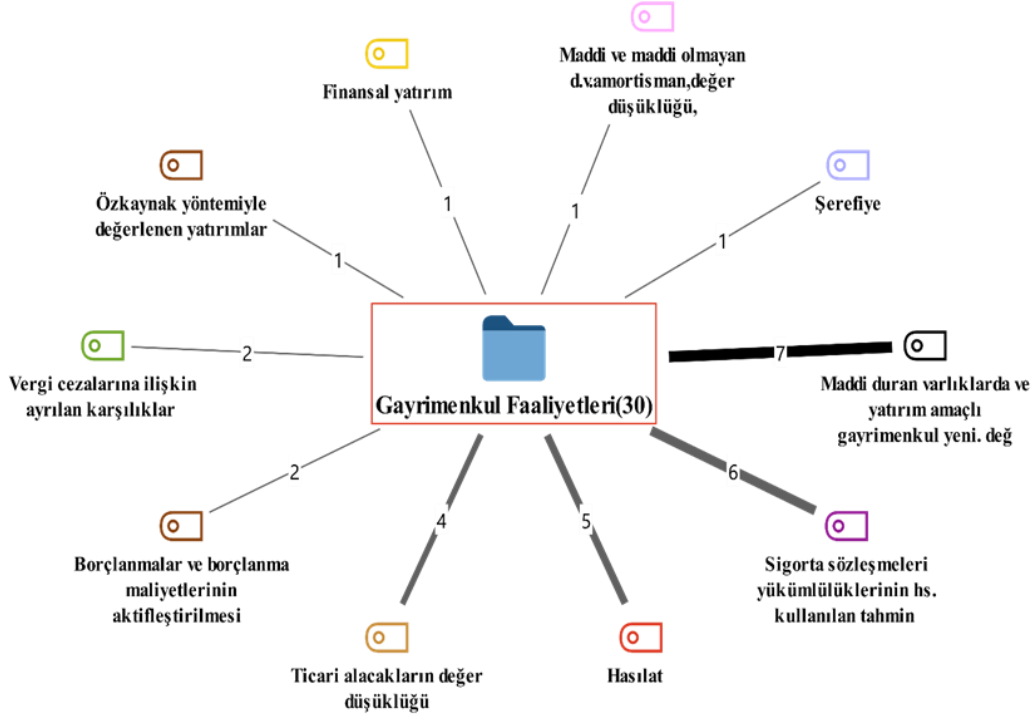 Finansal yatırım
1
Maddi ve maddi olmayan
d.v.amortisman,değer
düşüklüğü,
1
Şerefiye
1
Özkaynak yöntemiyle
değerlenen yatırımlar
1
Vergi cezalarına ilişkin
ayrılan karşılıklar
2
Gayrimenkul Faaliyetleri(30)
7
Maddi duran varlıklarda ve
yatırım amaçlı
gayrimenkul yeni. değ
Borçlanmalar ve borçlanma
maliyetlerinin
aktifleştirilmesi
2
4
Ticari alacakların değer
düşüklüğü
5
Hasılat
6
Sigorta sözleşmeleri
yükümlülüklerinin hs.
kullanılan tahmin